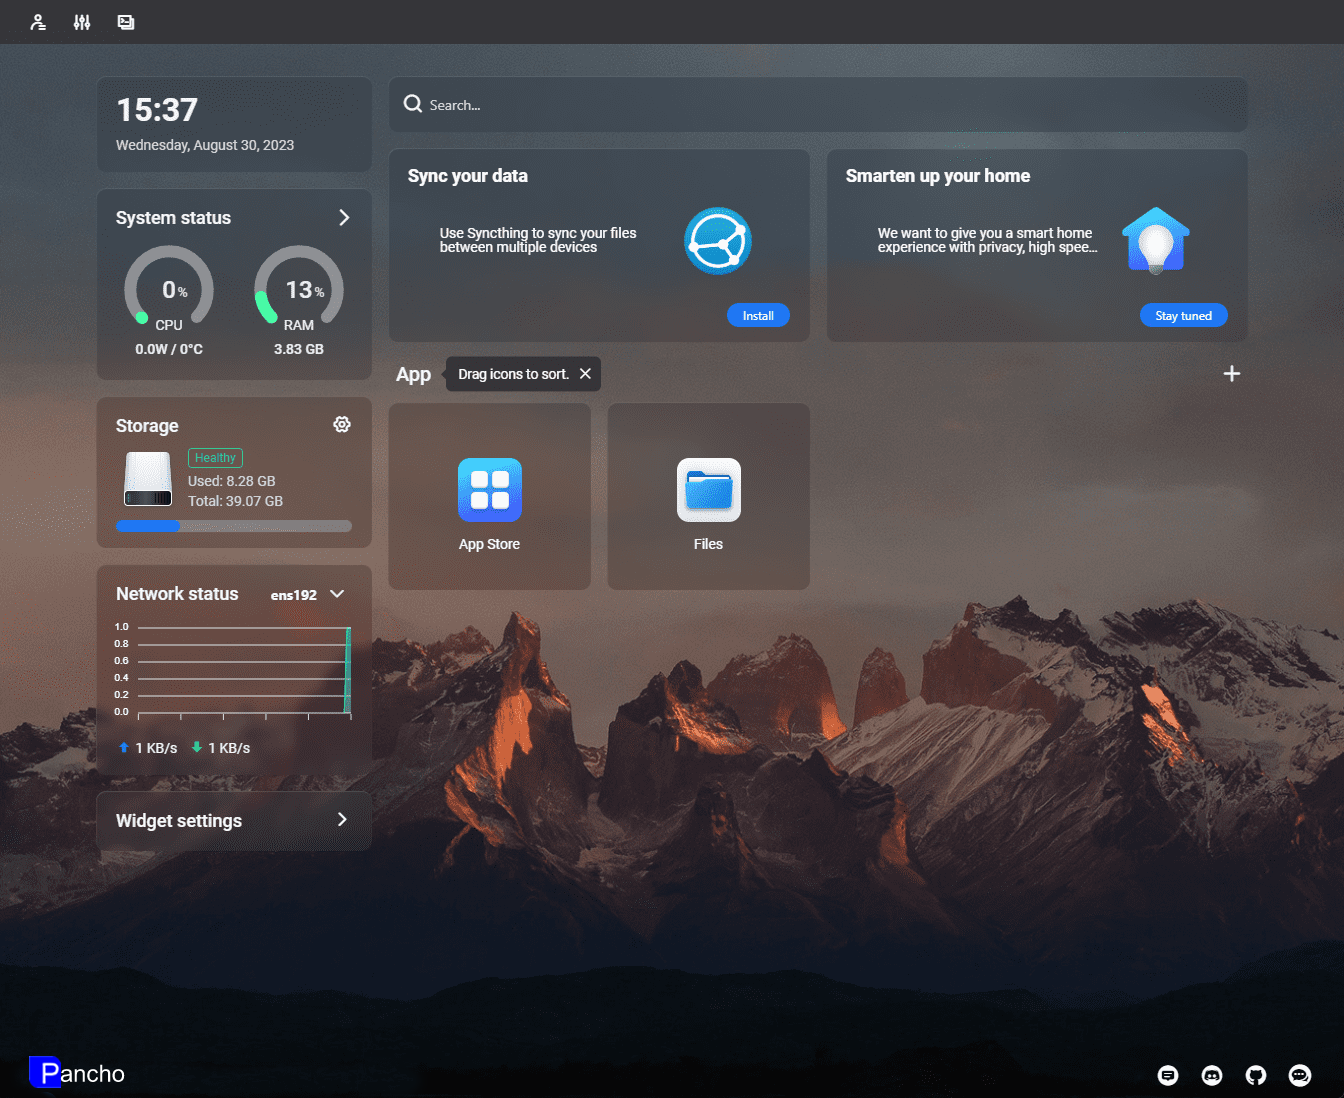 15:37
Wednesday, August 30, 2023
Search...
System status
0%
CPU
0.0W / 0°C
13%
RAM
3.83 GB
Sync your data
Use Syncthing to sync your files
between multiple devices
Install
Smarten up your home
We want to give you a smart home
experience with privacy, high spee...
Stay tuned
App
Drag icons to sort.
App Store
Files
Storage
Healthy
Used: 8.28 GB
Total: 39.07 GB
Network status
ens192
1.0
0.8
0.6
0.4
0.2
0.0
1 KB/s
1 KB/s
Widget settings
Pancho